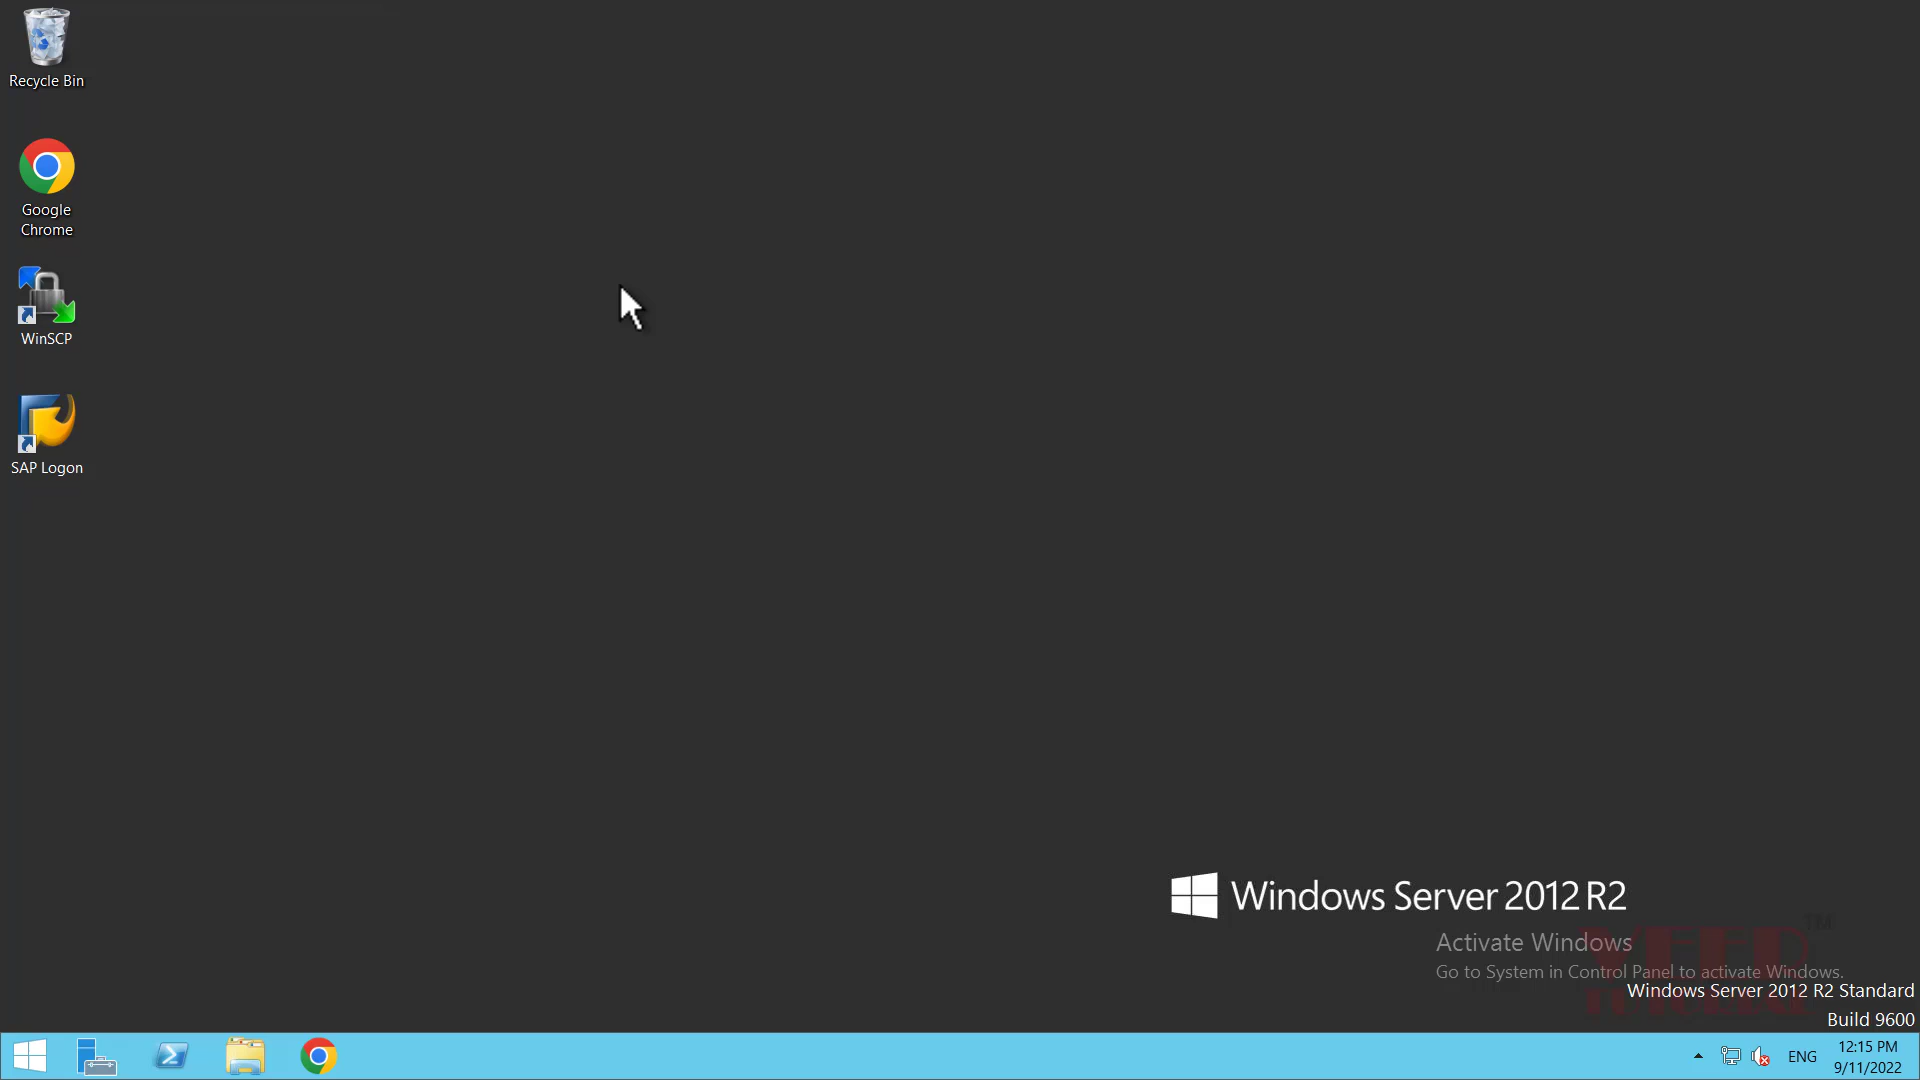 Recycle Bin
Google
Chrome
WinSCP
SAP Logon
Windows Server 2012 R2
TM
Activate Windows
Go to System in Control Panel to activate Windows.
Windows Server 2012 R2 Standard
Build 9600
ENG
12:15 PM
9/11/2022